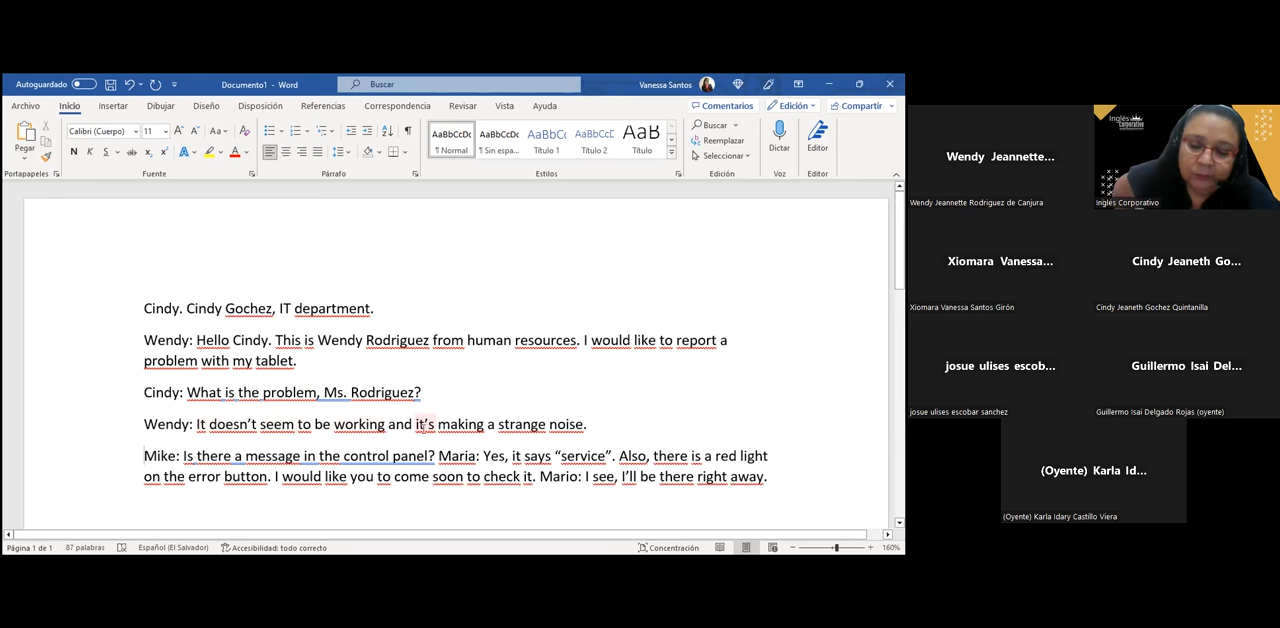 Autoguardado
Documento1 - Word
Buscar
Vanessa Santos
Archivo Inicio Insertar Dibujar Diseño Disposición Referencias Correspondencia Revisar Vista Ayuda
Comentarios Edición Compartir
Pegar
Calibri (Cuerpo) 11
N K S ab x₂ x² A A
AaBbCcDc AaBbCcDc AaBbCc AaBbCcD AaB
¶ Normal ¶ Sin espa... Título 1 Título 2 Título
Buscar
Reemplazar
Seleccionar
Dictar
Editor
Portapapeles Fuente Párrafo Estilos Edición Voz Editor
Cindy. Cindy Gochez, IT department.
Wendy: Hello Cindy. This is Wendy Rodriguez from human resources. I would like to report a
problem with my tablet.
Cindy: What is the problem, Ms. Rodriguez?
Wendy: It doesn’t seem to be working and it’s making a strange noise.
Mike: Is there a message in the control panel? Maria: Yes, it says “service”. Also, there is a red light
on the error button. I would like you to come soon to check it. Mario: I see, I’ll be there right away.
Página 1 de 1 87 palabras Español (El Salvador) Accesibilidad: todo correcto Concentración 160%
Wendy Jeannette...
Wendy Jeannette Rodriguez de Canjura
Inglés
Corporativo
Inglés Corporativo
Xiomara Vanessa...
Xiomara Vanessa Santos Girón
Cindy Jeaneth Go...
Cindy Jeaneth Gochez Quintanilla
josue ulises escob...
josue ulises escobar sanchez
Guillermo Isai Del...
Guillermo Isai Delgado Rojas (oyente)
(Oyente) Karla Id...
(Oyente) Karla Idary Castillo Viera